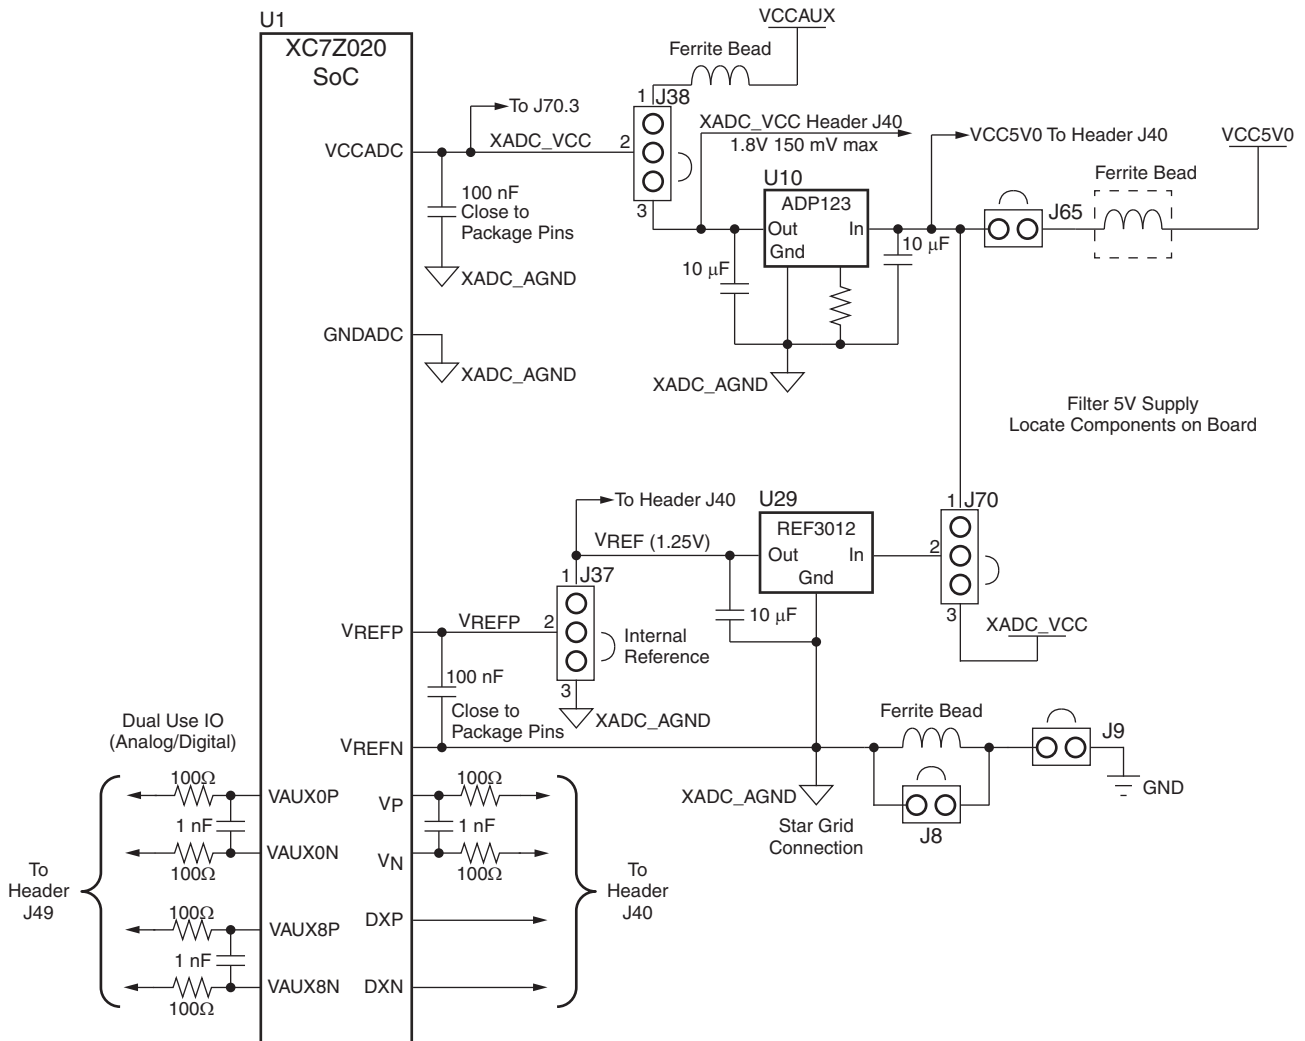 U1
XC7Z020
SoC
VCCAUX
Ferrite Bead
1 J38
To J70.3
XADC_VCC
2
3
VCCADC
100 nF
Close to
Package Pins
XADC_AGND
XADC_VCC Header J40
1.8V 150 mV max
VCC5V0 To Header J40
VCC5V0
Ferrite Bead
J65
U10
ADP123
Out
In
Gnd
10 µF
10 µF
XADC_AGND
GNDADC
XADC_AGND
Filter 5V Supply
Locate Components on Board
To Header J40
VREF (1.25V)
U29
REF3012
Out
In
Gnd
10 µF
1 J70
2
3
XADC_VCC
1 J37
2
3
Internal
Reference
XADC_AGND
VREFP
VREFP
100 nF
Close to
Package Pins
VREFN
Ferrite Bead
J9
GND
J8
XADC_AGND
Star Grid
Connection
Dual Use IO
(Analog/Digital)
100Ω
VAUX0P
1 nF
VAUX0N
100Ω
100Ω
VAUX8P
1 nF
VAUX8N
100Ω
To
Header
J49
VP
100Ω
1 nF
VN
100Ω
DXP
DXN
To
Header
J40